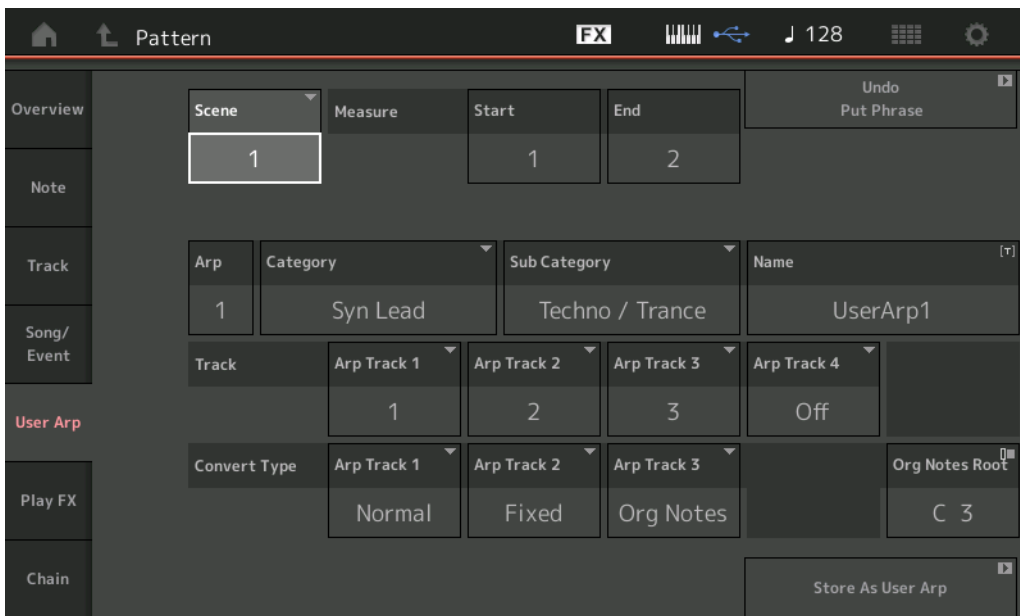 Pattern
FX
♩ 128
Overview
Note
Track
Song/
Event
User Arp
Play FX
Chain
Scene
1
Measure
Start
1
End
2
Undo
Put Phrase
Arp
1
Category
Syn Lead
Sub Category
Techno / Trance
Name
[T]
UserArp1
Track
Arp Track 1
1
Arp Track 2
2
Arp Track 3
3
Arp Track 4
Off
Convert Type
Arp Track 1
Normal
Arp Track 2
Fixed
Arp Track 3
Org Notes
Org Notes Root
C 3
Store As User Arp